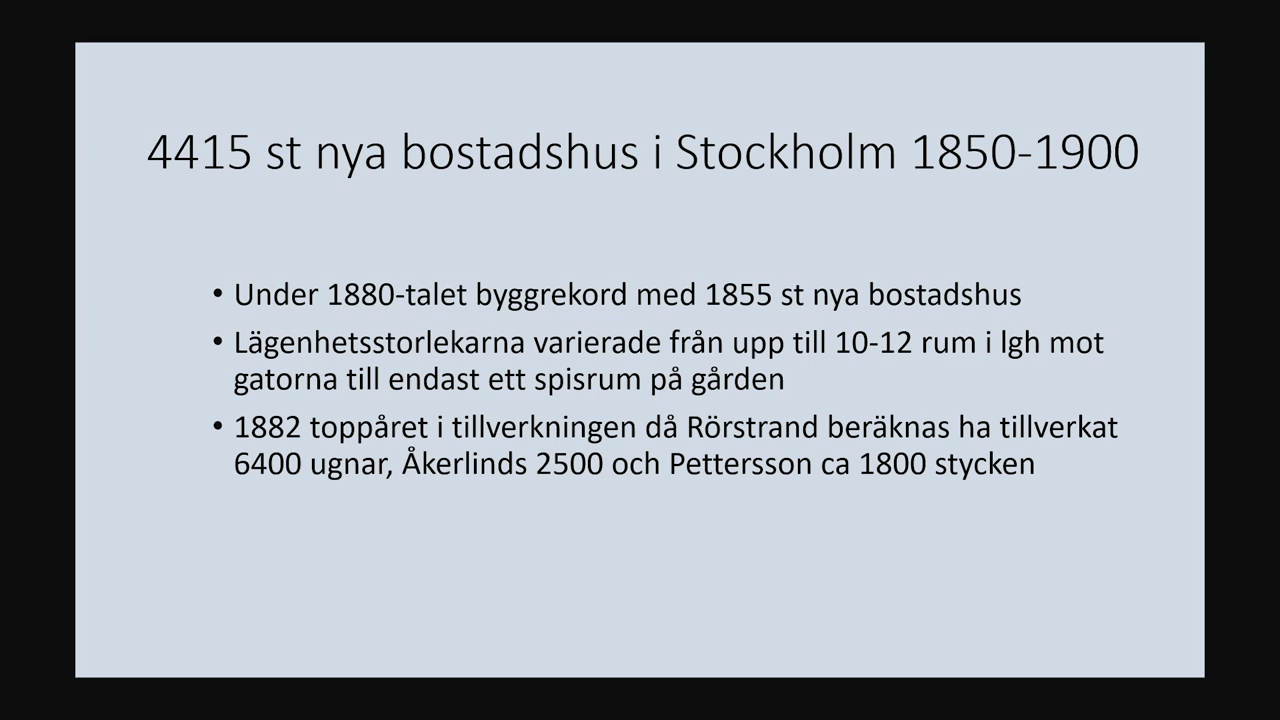 4415 st nya bostadshus i Stockholm 1850-1900
• Under 1880-talet byggrekord med 1855 st nya bostadshus
• Lägenhetsstorlekarna varierade från upp till 10-12 rum i lgh mot
gatorna till endast ett spisrum på gården
• 1882 toppåret i tillverkningen då Rörstrand beräknas ha tillverkat
6400 ugnar, Åkerlinds 2500 och Pettersson ca 1800 stycken